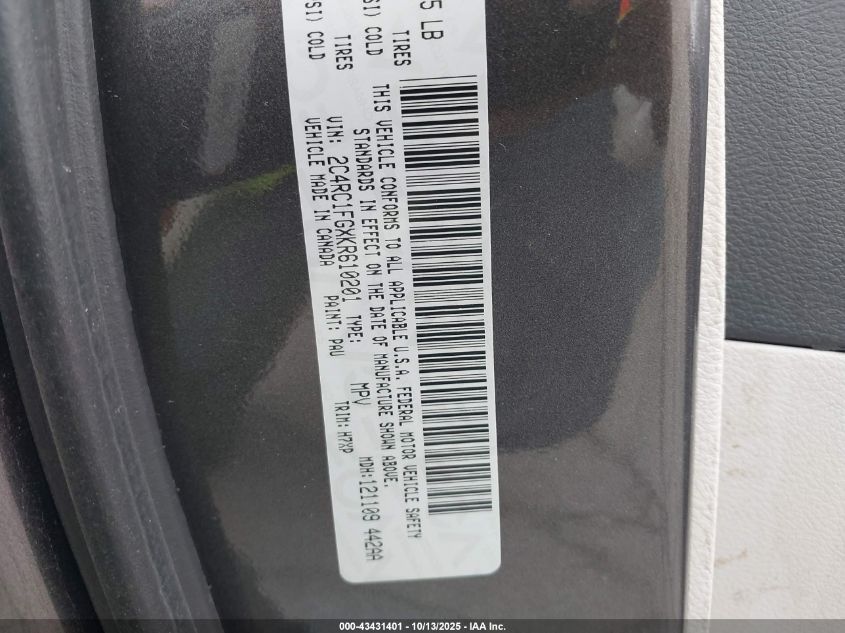 5 LB
TIRES
SI) COLD
TIRES
SI) COLD
THIS VEHICLE CONFORMS TO ALL APPLICABLE U.S.A. FEDERAL MOTOR VEHICLE SAFETY
STANDARDS IN EFFECT ON THE DATE OF MANUFACTURE SHOWN ABOVE.
VIN: 2C4RC1FGXKR610201 TYPE: MPV MDH:121109 442AA
VEHICLE MADE IN CANADA PAINT: PAU TRIM: H7XP
000-43431401 - 10/13/2025 - IAA Inc.